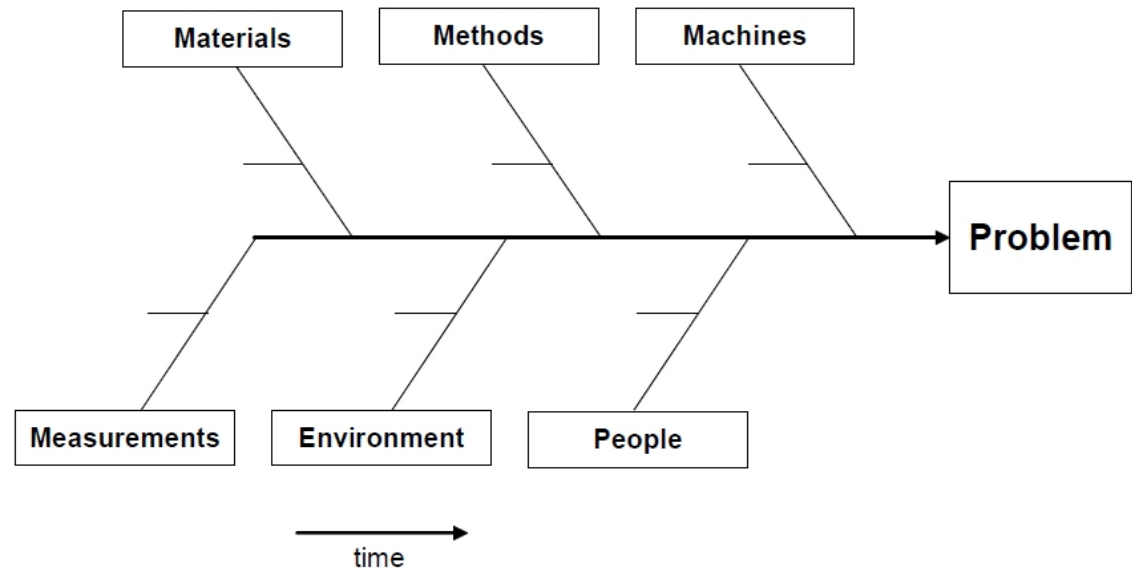 Materials
Methods
Machines
Problem
Measurements
Environment
People
time